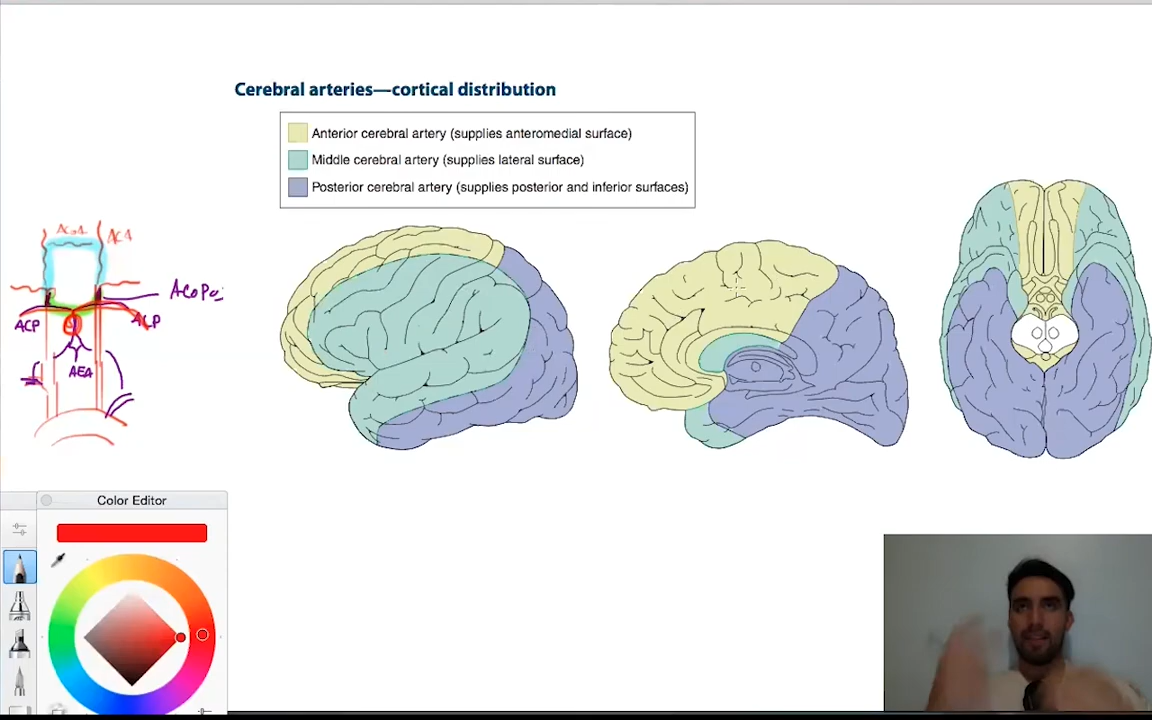 Cerebral arteries—cortical distribution
Anterior cerebral artery (supplies anteromedial surface)
Middle cerebral artery (supplies lateral surface)
Posterior cerebral artery (supplies posterior and inferior surfaces)
ACA
AcoPo
ACP
ACP
AEA
Color Editor